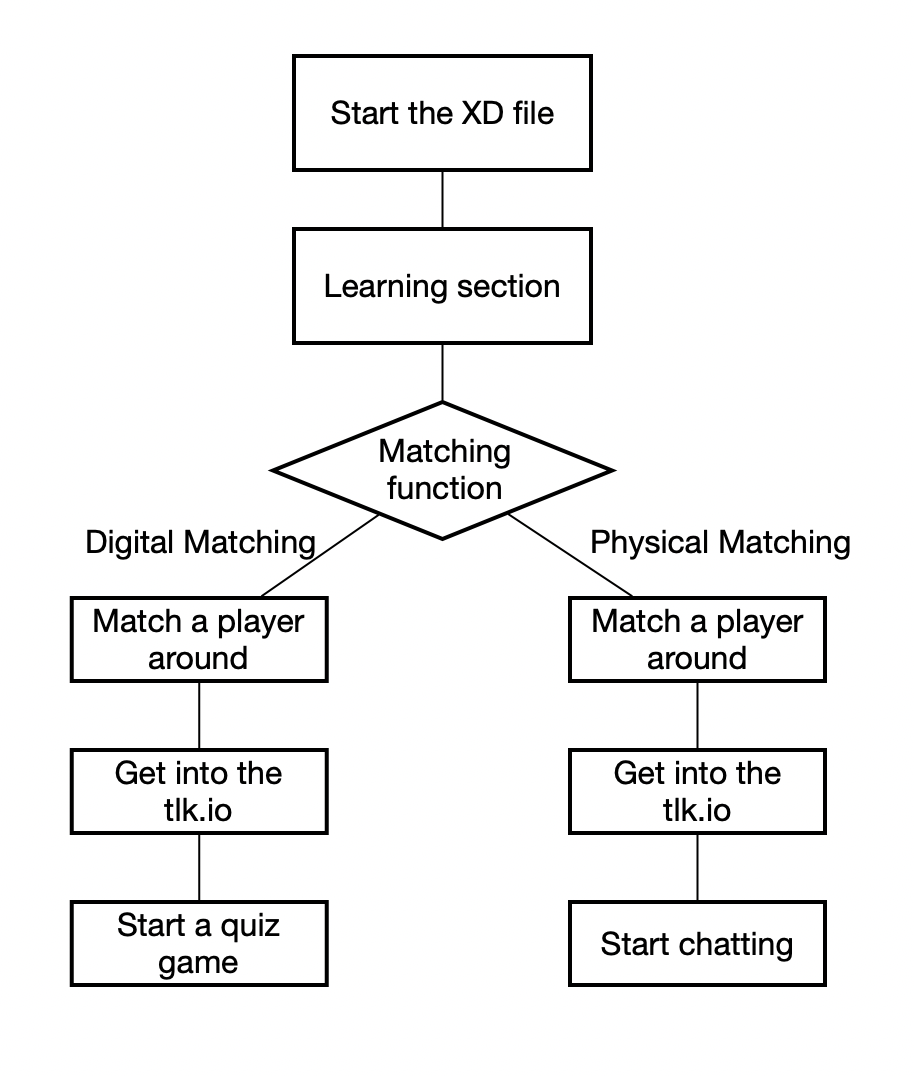 Start the XD file
Learning section
Matching
function
Digital Matching
Physical Matching
Match a player
around
Match a player
around
Get into the
tlk.io
Get into the
tlk.io
Start a quiz
game
Start chatting